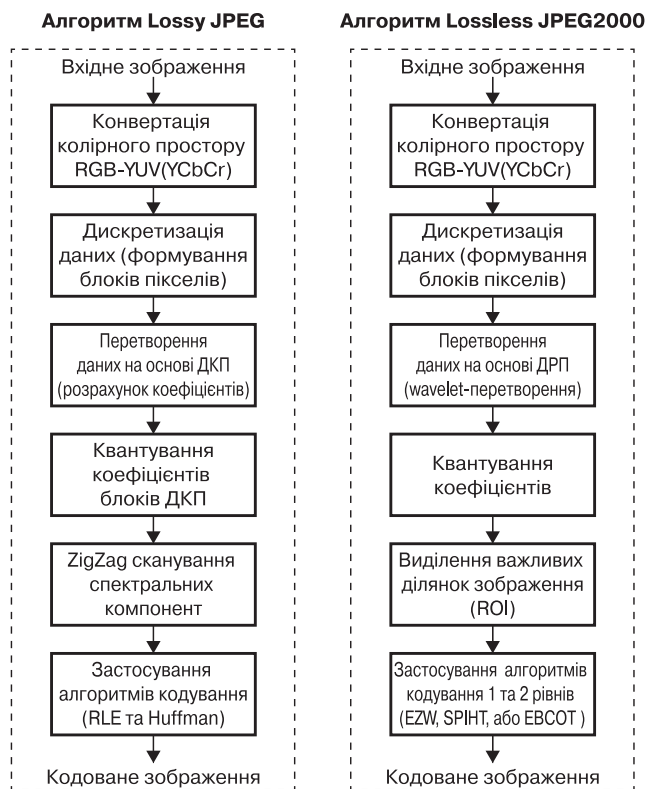 Алгоритм Lossy JPEG
Вхідне зображення
Конвертація
колірного простору
RGB-YUV(YCbCr)
Дискретизація
даних (формування
блоків пікселів)
Перетворення
даних на основі ДКП
(розрахунок коефіцієнтів)
Квантування
коефіцієнтів
блоків ДКП
ZigZag сканування
спектральних
компонент
Застосування
алгоритмів кодування
(RLE та Huffman)
Кодоване зображення
Алгоритм Lossless JPEG2000
Вхідне зображення
Конвертація
колірного простору
RGB-YUV(YCbCr)
Дискретизація
даних (формування
блоків пікселів)
Перетворення
даних на основі ДРП
(wavelet-перетворення)
Квантування
коефіцієнтів
Виділення важливих
ділянок зображення
(ROI)
Застосування алгоритмів
кодування 1 та 2 рівнів
(EZW, SPIHT, або EBCOT )
Кодоване зображення